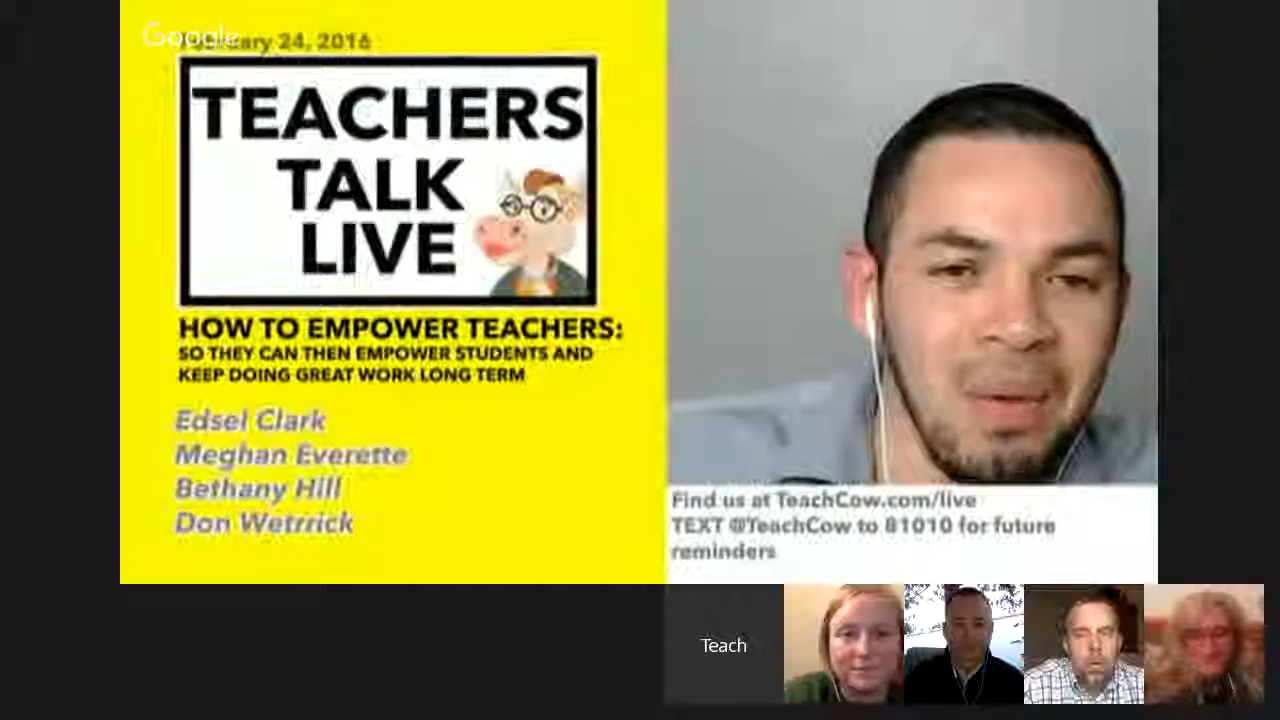 Google
24, 2016
TEACHERS
TALK
LIVE
HOW TO EMPOWER TEACHERS:
SO THEY CAN THEN EMPOWER STUDENTS AND
KEEP DOING GREAT WORK LONG TERM
Edsel Clark
Meghan Everette
Bethany Hill
Don Wetrrick
Find us at TeachCow.com/live
TEXT @TeachCow to 81010 for future
reminders
Teach